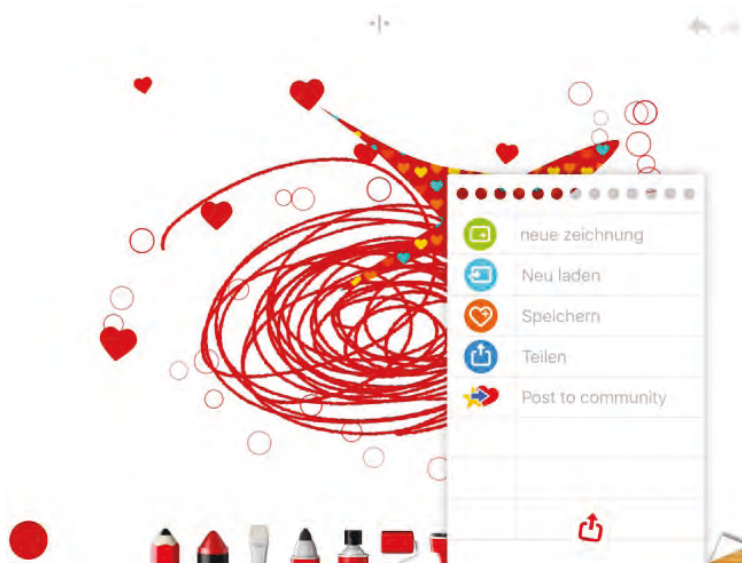 neue zeichnung
Neu laden
Speichern
Teilen
Post to community